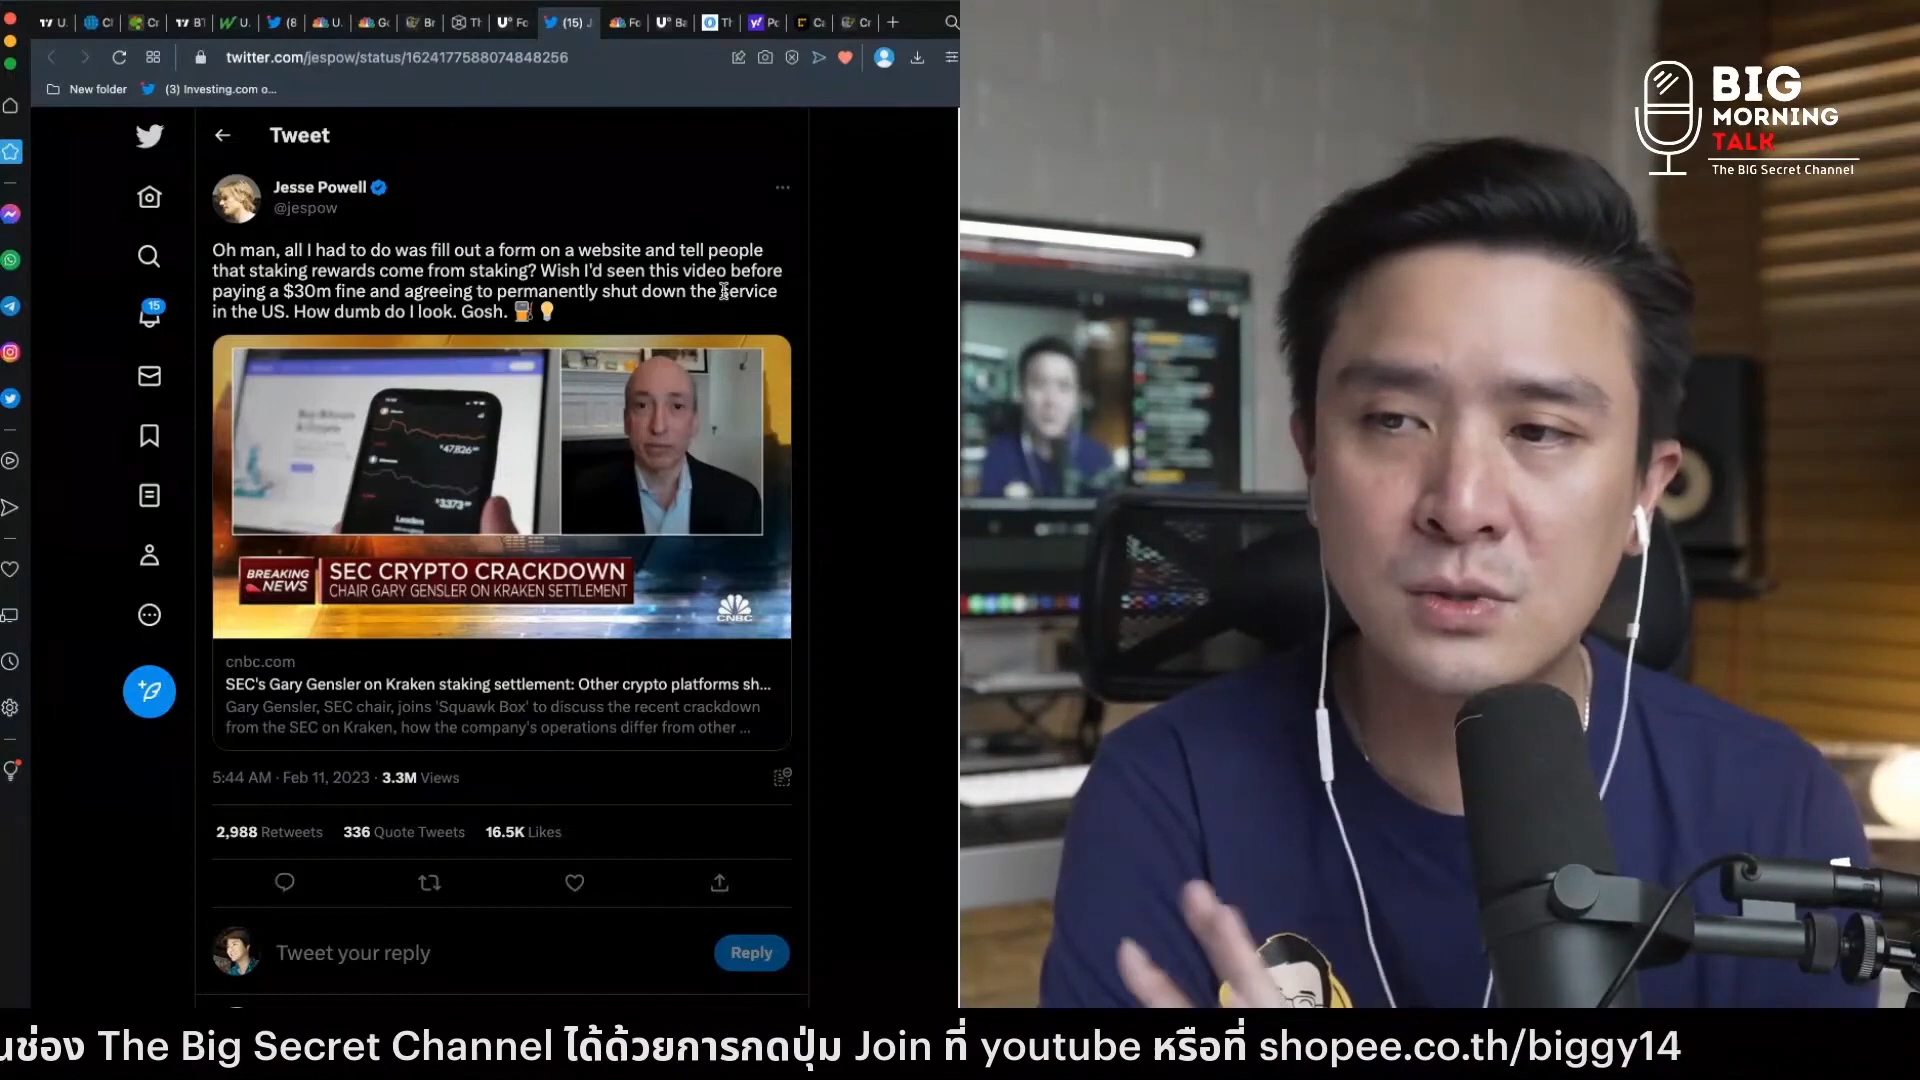 (15) J
twitter.com/jespow/status/1624177588074848256
New folder
(3) Investing.com o...
Tweet
Jesse Powell
@jespow
15
Oh man, all I had to do was fill out a form on a website and tell people
that staking rewards come from staking? Wish I'd seen this video before
paying a $30m fine and agreeing to permanently shut down the service
in the US. How dumb do I look. Gosh. ⛽💡
BREAKING
NEWS
SEC CRYPTO CRACKDOWN
CHAIR GARY GENSLER ON KRAKEN SETTLEMENT
CNBC
cnbc.com
SEC's Gary Gensler on Kraken staking settlement: Other crypto platforms sh...
Gary Gensler, SEC chair, joins 'Squawk Box' to discuss the recent crackdown
from the SEC on Kraken, how the company's operations differ from other ...
5:44 AM · Feb 11, 2023 · 3.3M Views
2,988 Retweets 336 Quote Tweets 16.5K Likes
Tweet your reply
Reply
BIG
MORNING
TALK
The BIG Secret Channel
นช่อง The Big Secret Channel ได้ด้วยการกดปุ่ม Join ที่ youtube หรือที่ shopee.co.th/biggy14